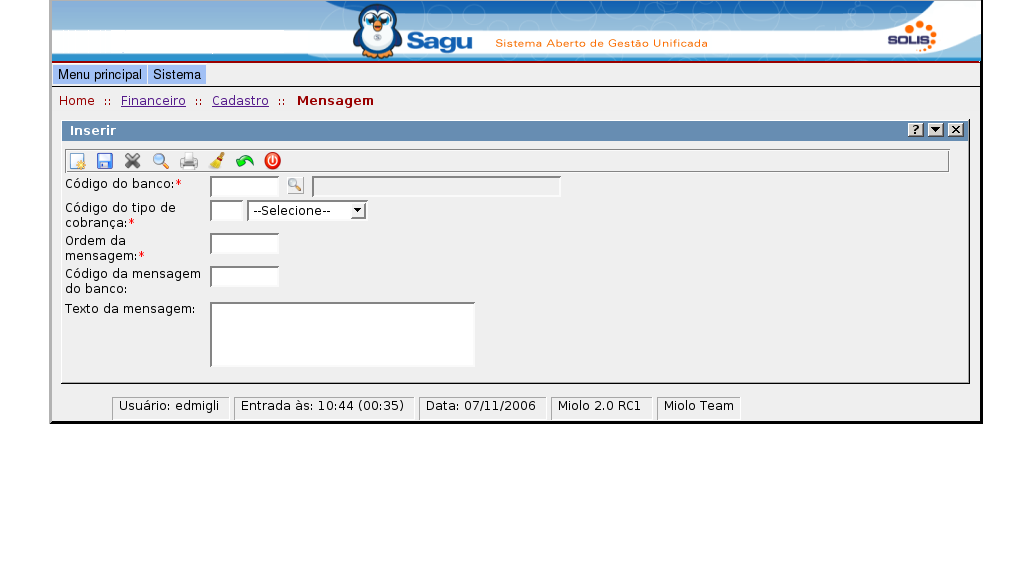 Sagu Sistema Aberto de Gestão Unificada SOLIS
Menu principal Sistema
Home :: Financeiro :: Cadastro :: Mensagem
Inserir ?
Código do banco:*
Código do tipo de
cobrança:* --Selecione--
Ordem da
mensagem:*
Código da mensagem
do banco:
Texto da mensagem:
Usuário: edmigli Entrada às: 10:44 (00:35) Data: 07/11/2006 Miolo 2.0 RC1 Miolo Team